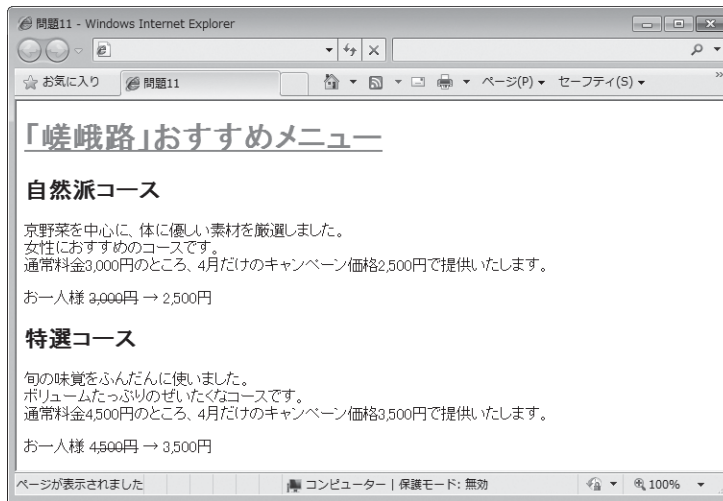 問題11 - Windows Internet Explorer
お気に入り 問題11 ページ(P) セーフティ(S) »
「嵯峨路」おすすめメニュー
自然派コース
京野菜を中心に、体に優しい素材を厳選しました。
女性におすすめのコースです。
通常料金3,000円のところ、4月だけのキャンペーン価格2,500円で提供いたします。
お一人様 3,000円 → 2,500円
特選コース
旬の味覚をふんだんに使いました。
ボリュームたっぷりのぜいたくなコースです。
通常料金4,500円のところ、4月だけのキャンペーン価格3,500円で提供いたします。
お一人様 4,500円 → 3,500円
ページが表示されました コンピューター | 保護モード: 無効 100%